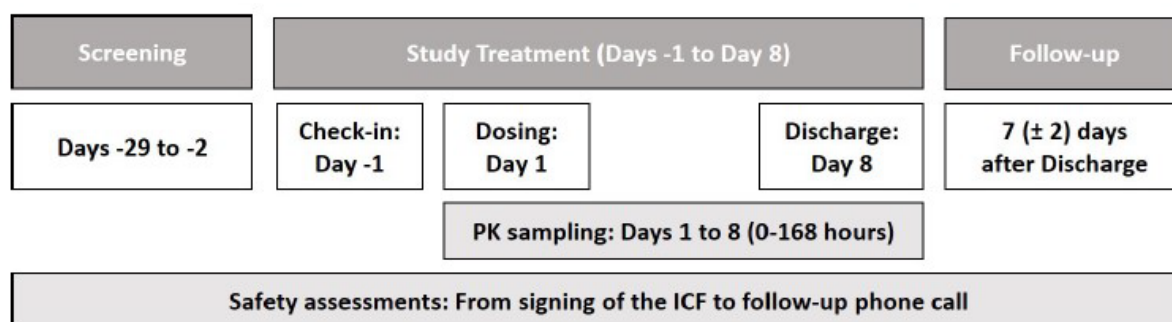 Screening
Study Treatment (Days -1 to Day 8)
Follow-up
Days -29 to -2
Check-in:
Day -1
Dosing:
Day 1
Discharge:
Day 8
7 (± 2) days
after Discharge
PK sampling: Days 1 to 8 (0-168 hours)
Safety assessments: From signing of the ICF to follow-up phone call